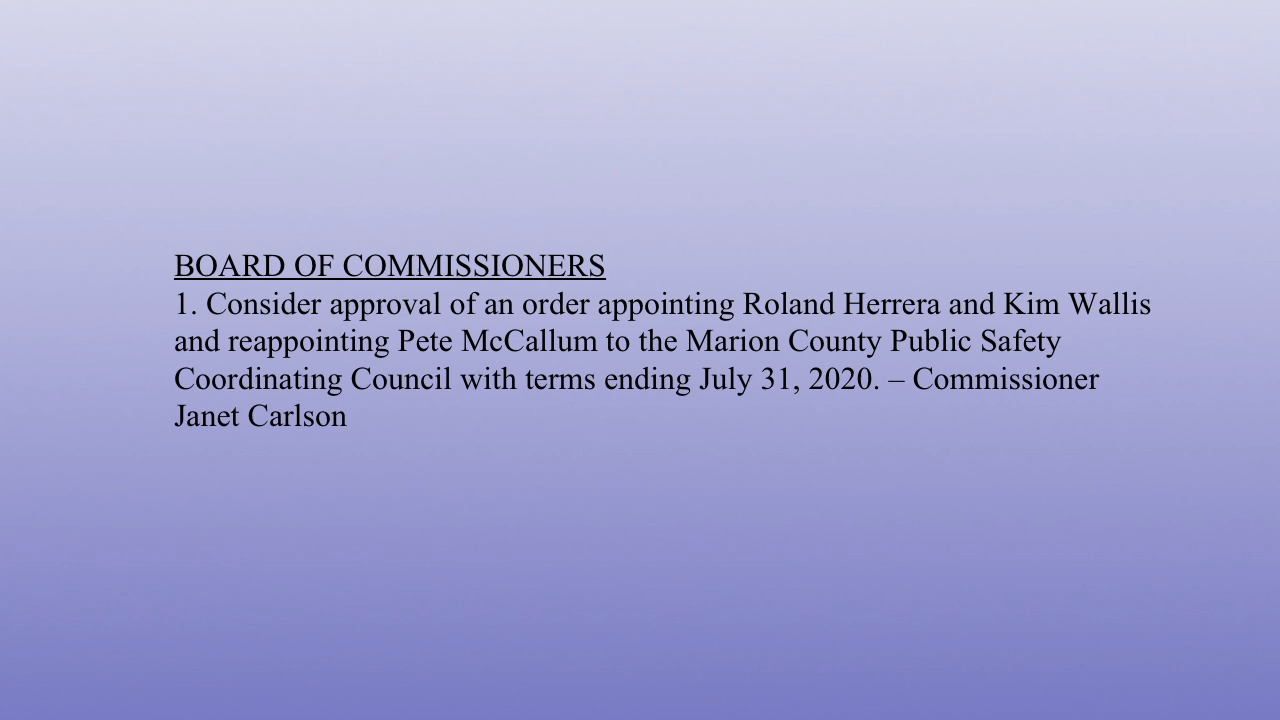 BOARD OF COMMISSIONERS
1. Consider approval of an order appointing Roland Herrera and Kim Wallis
and reappointing Pete McCallum to the Marion County Public Safety
Coordinating Council with terms ending July 31, 2020. – Commissioner
Janet Carlson